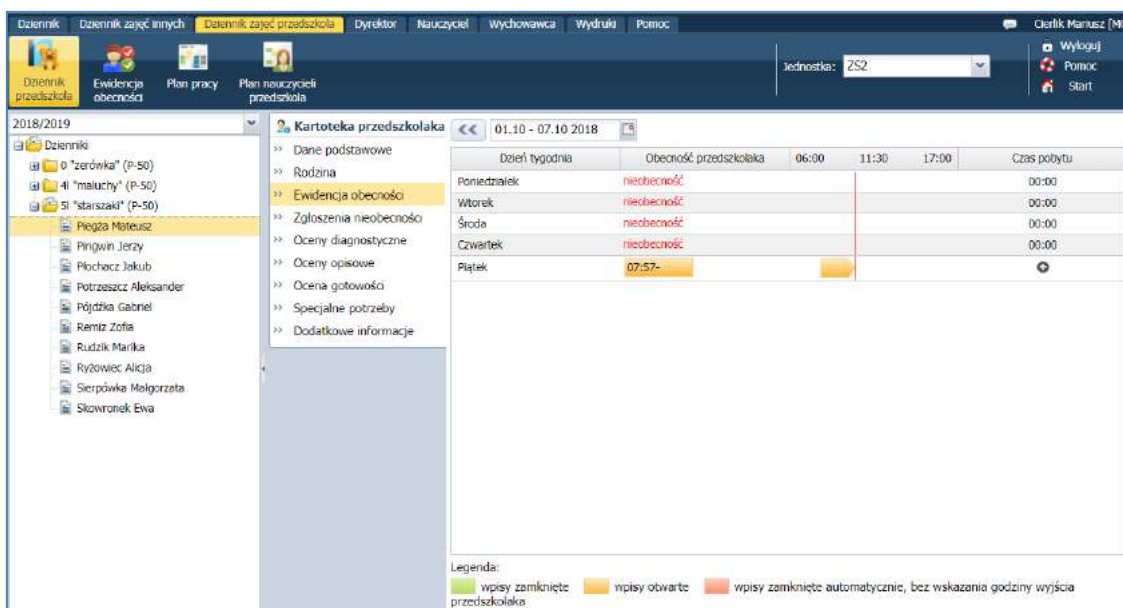 Dziennik Dziennik zajęć innych Dziennik zajęć przedszkola Dyrektor Nauczyciel Wychowawca Wydruki Pomoc Cierlik Mariusz [M
Dziennik przedszkola
Ewidencja obecności
Plan pracy
Plan nauczycieli przedszkola
Jednostka: ZS2
Wyloguj
Pomoc
Start
2018/2019
Dzienniki
0 "zerówka" (P-50)
4l "maluchy" (P-50)
5l "starszaki" (P-50)
Piegża Mateusz
Pingwin Jerzy
Płochacz Jakub
Potrzeszcz Aleksander
Pójdźka Gabriel
Remiz Zofia
Rudzik Marika
Ryżowiec Alicja
Sierpówka Małgorzata
Skowronek Ewa
Kartoteka przedszkolaka
Dane podstawowe
Rodzina
Ewidencja obecności
Zgłoszenia nieobecności
Oceny diagnostyczne
Oceny opisowe
Ocena gotowości
Specjalne potrzeby
Dodatkowe informacje
01.10 - 07.10 2018
Dzień tygodnia Obecność przedszkolaka 06:00 11:30 17:00 Czas pobytu
Poniedziałek nieobecność 00:00
Wtorek nieobecność 00:00
Środa nieobecność 00:00
Czwartek nieobecność 00:00
Piątek 07:57-
Legenda:
wpisy zamknięte wpisy otwarte wpisy zamknięte automatycznie, bez wskazania godziny wyjścia
przedszkolaka